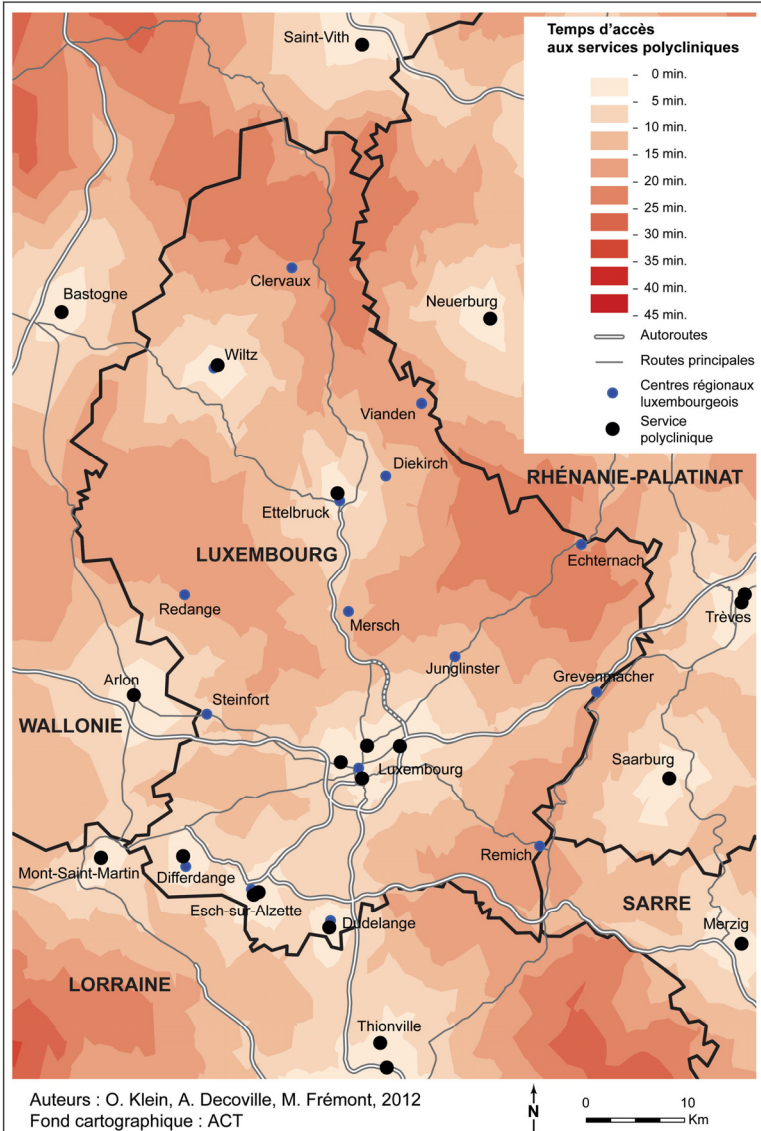 Temps d'accès
aux services polycliniques
0 min.
5 min.
10 min.
15 min.
20 min.
25 min.
30 min.
35 min.
40 min.
45 min.
Autoroutes
Routes principales
Centres régionaux
luxembourgeois
Service
polyclinique
Saint-Vith
Clervaux
Bastogne
Neuerburg
Wiltz
Vianden
Diekirch
RHÉNANIE-PALATINAT
Ettelbruck
LUXEMBOURG
Echternach
Redange
Mersch
Trèves
Junglinster
Arlon
Grevenmacher
Steinfort
WALLONIE
Saarburg
Luxembourg
Remich
Mont-Saint-Martin
Differdange
SARRE
Esch-sur-Alzette
Dudelange
Merzig
LORRAINE
Thionville
Auteurs : O. Klein, A. Decoville, M. Frémont, 2012
Fond cartographique : ACT
N
0 10
Km